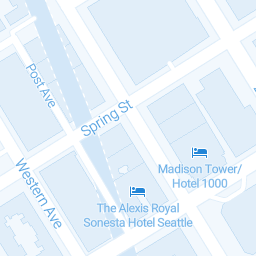 Post Ave
Spring St
Madison Tower/
Hotel 1000
Western Ave
The Alexis Royal
Sonesta Hotel Seattle